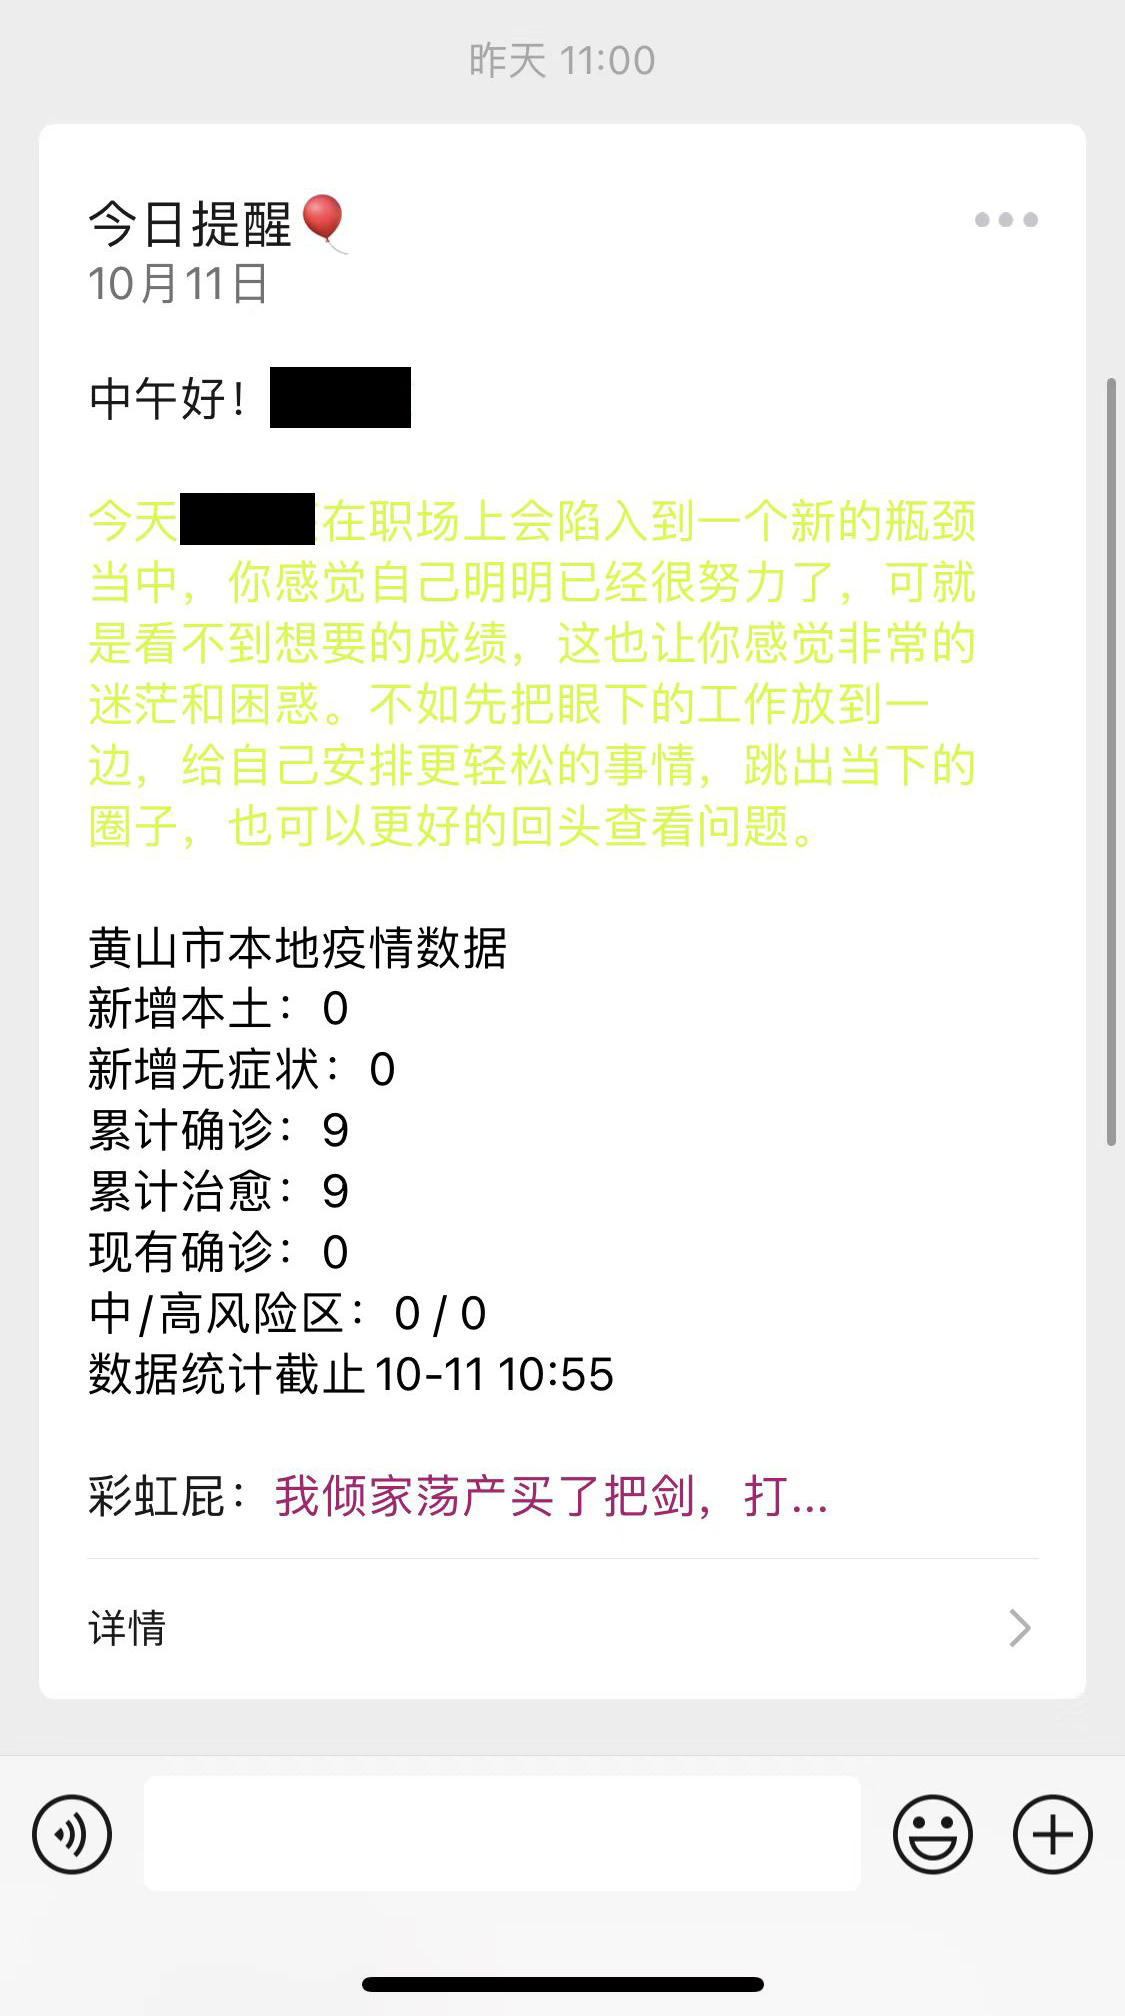 昨天 11:00
今日提醒🎈
10月11日
中午好！
今天在职场上会陷入到一个新的瓶颈
当中，你感觉自己明明已经很努力了，可就
是看不到想要的成绩，这也让你感觉非常的
迷茫和困惑。不如先把眼下的工作放到一
边，给自己安排更轻松的事情，跳出当下的
圈子，也可以更好的回头查看问题。
黄山市本地疫情数据
新增本土：0
新增无症状：0
累计确诊：9
累计治愈：9
现有确诊：0
中/高风险区：0 / 0
数据统计截止10-11 10:55
彩虹屁：我倾家荡产买了把剑，打...
详情